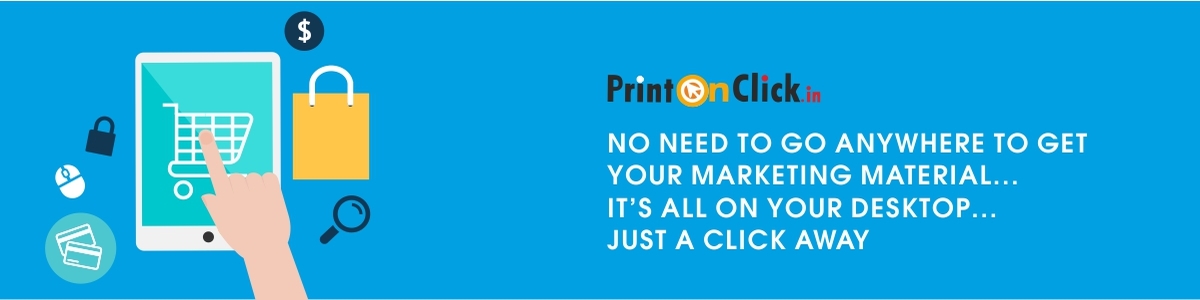 $
PrintOnClick.in
NO NEED TO GO ANYWHERE TO GET
YOUR MARKETING MATERIAL...
IT'S ALL ON YOUR DESKTOP...
JUST A CLICK AWAY